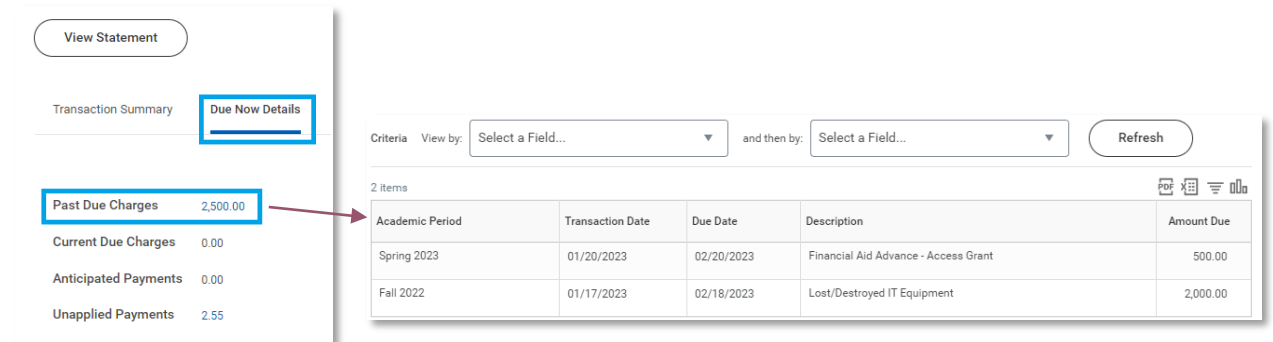 View Statement
Transaction Summary Due Now Details
Past Due Charges 2,500.00
Current Due Charges 0.00
Anticipated Payments 0.00
Unapplied Payments 2.55
Criteria View by: Select a Field... and then by: Select a Field... Refresh
2 items PDF X
Academic Period Transaction Date Due Date Description Amount Due
Spring 2023 01/20/2023 02/20/2023 Financial Aid Advance - Access Grant 500.00
Fall 2022 01/17/2023 02/18/2023 Lost/Destroyed IT Equipment 2,000.00